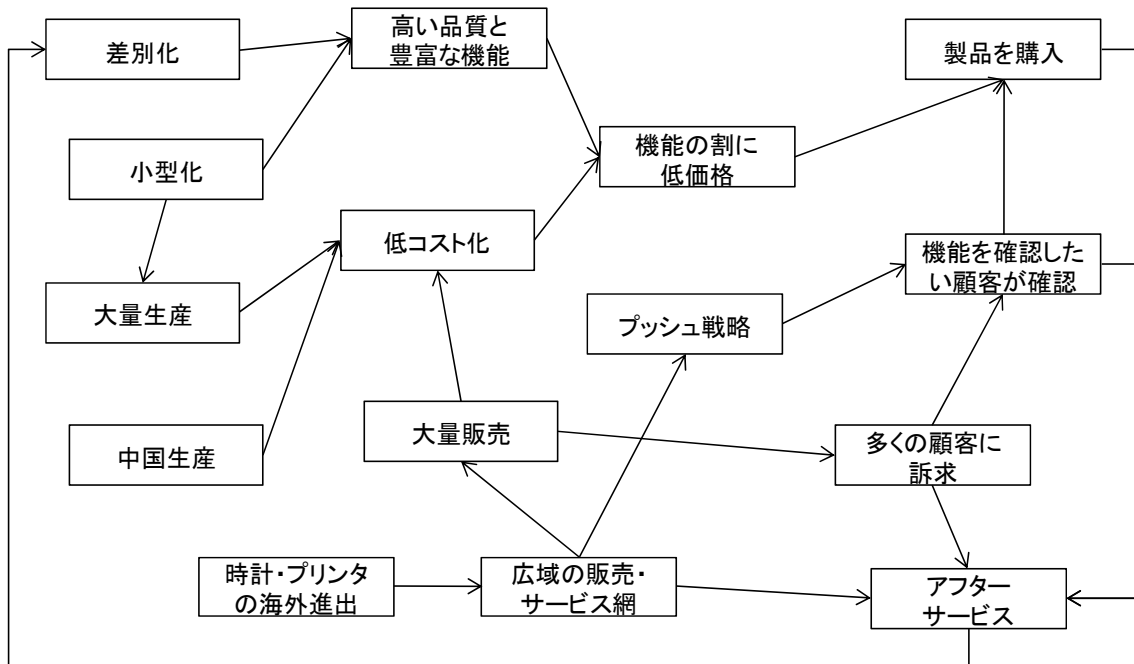 差別化
高い品質と
豊富な機能
製品を購入
小型化
機能の割に
低価格
低コスト化
機能を確認した
い顧客が確認
大量生産
プッシュ戦略
大量販売
中国生産
多くの顧客に
訴求
時計・プリンタ
の海外進出
広域の販売・
サービス網
アフター
サービス